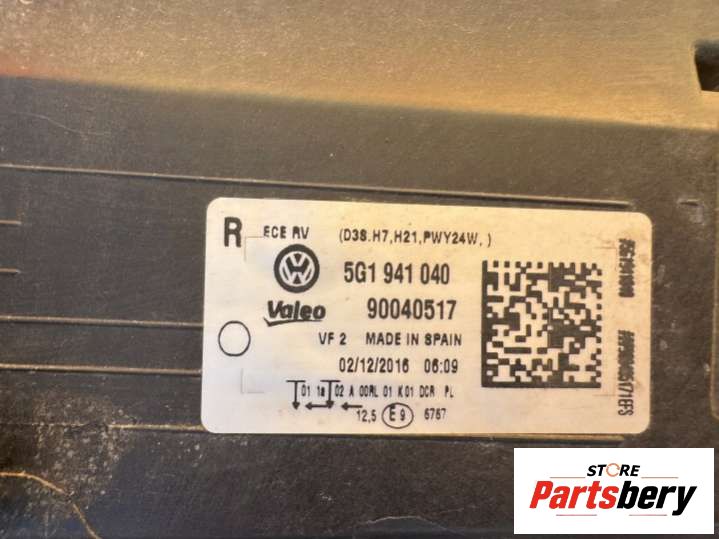 R ECE RV (D3S.H7,H21,PWY24W,)
5G1 941 040
Valeo 90040517
VF 2 MADE IN SPAIN
02/12/2016 06:09
01 1a 02 A 00RL 01 K01 DCR PL
12,5 E9 6767
STORE
Partsbery